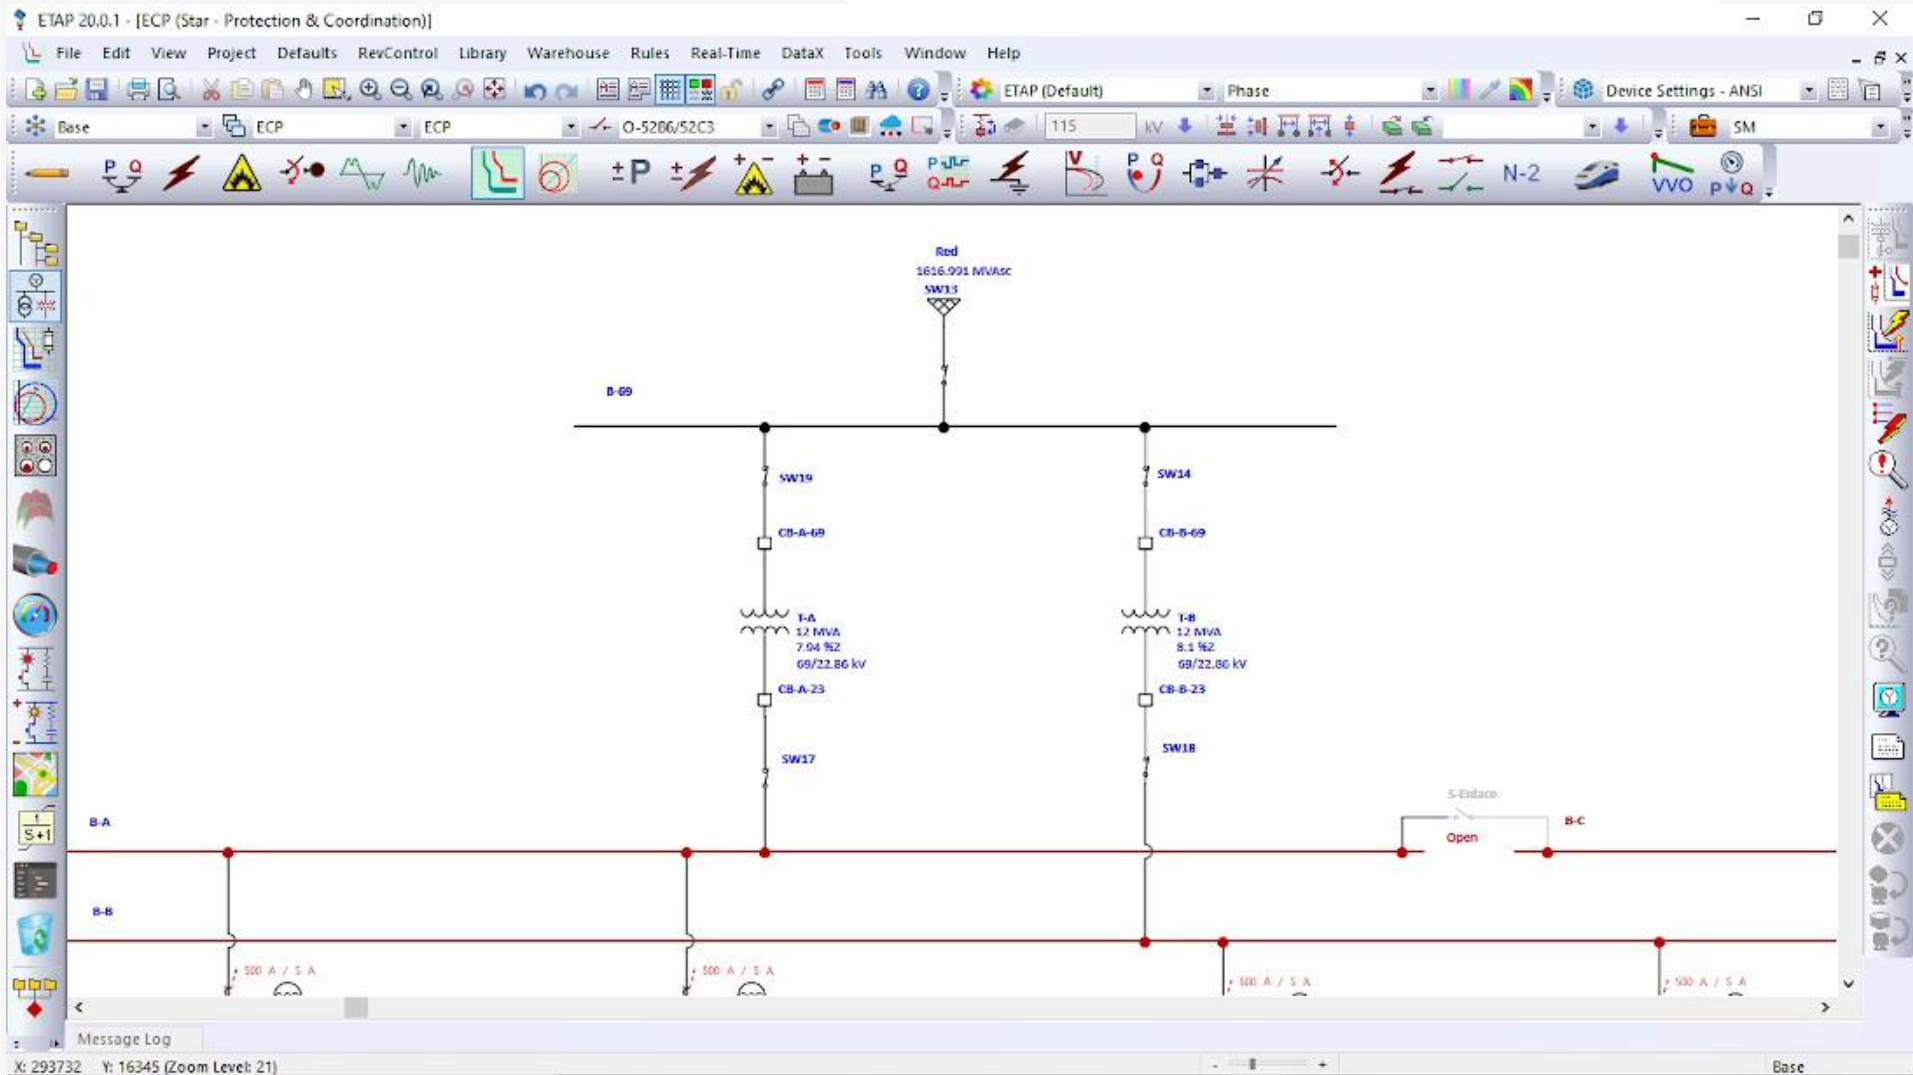 ETAP 20.0.1 - [ECP (Star - Protection & Coordination)]
File Edit View Project Defaults RevControl Library Warehouse Rules Real-Time DataX Tools Window Help
ETAP (Default) Phase Device Settings - ANSI
Base ECP ECP O-52B6/52C3 115 kV SM
P Q ±P P Q P Q V P Q N-2 VVO P Q
Red
1616.991 MVAsc
SW13
B-69
SW19 SW14
CB-A-69 CB-B-69
T-A T-B
12 MVA 12 MVA
7.94 %Z 8.1 %Z
69/22.86 kV 69/22.86 kV
CB-A-23 CB-B-23
SW17 SW18
S-Enlace
B-A B-C
Open
B-B
500 A / 5 A 500 A / 5 A 500 A / 5 A 500 A / 5 A
1
S+1
Message Log
X: 293732 Y: 16345 (Zoom Level: 21) - + Base